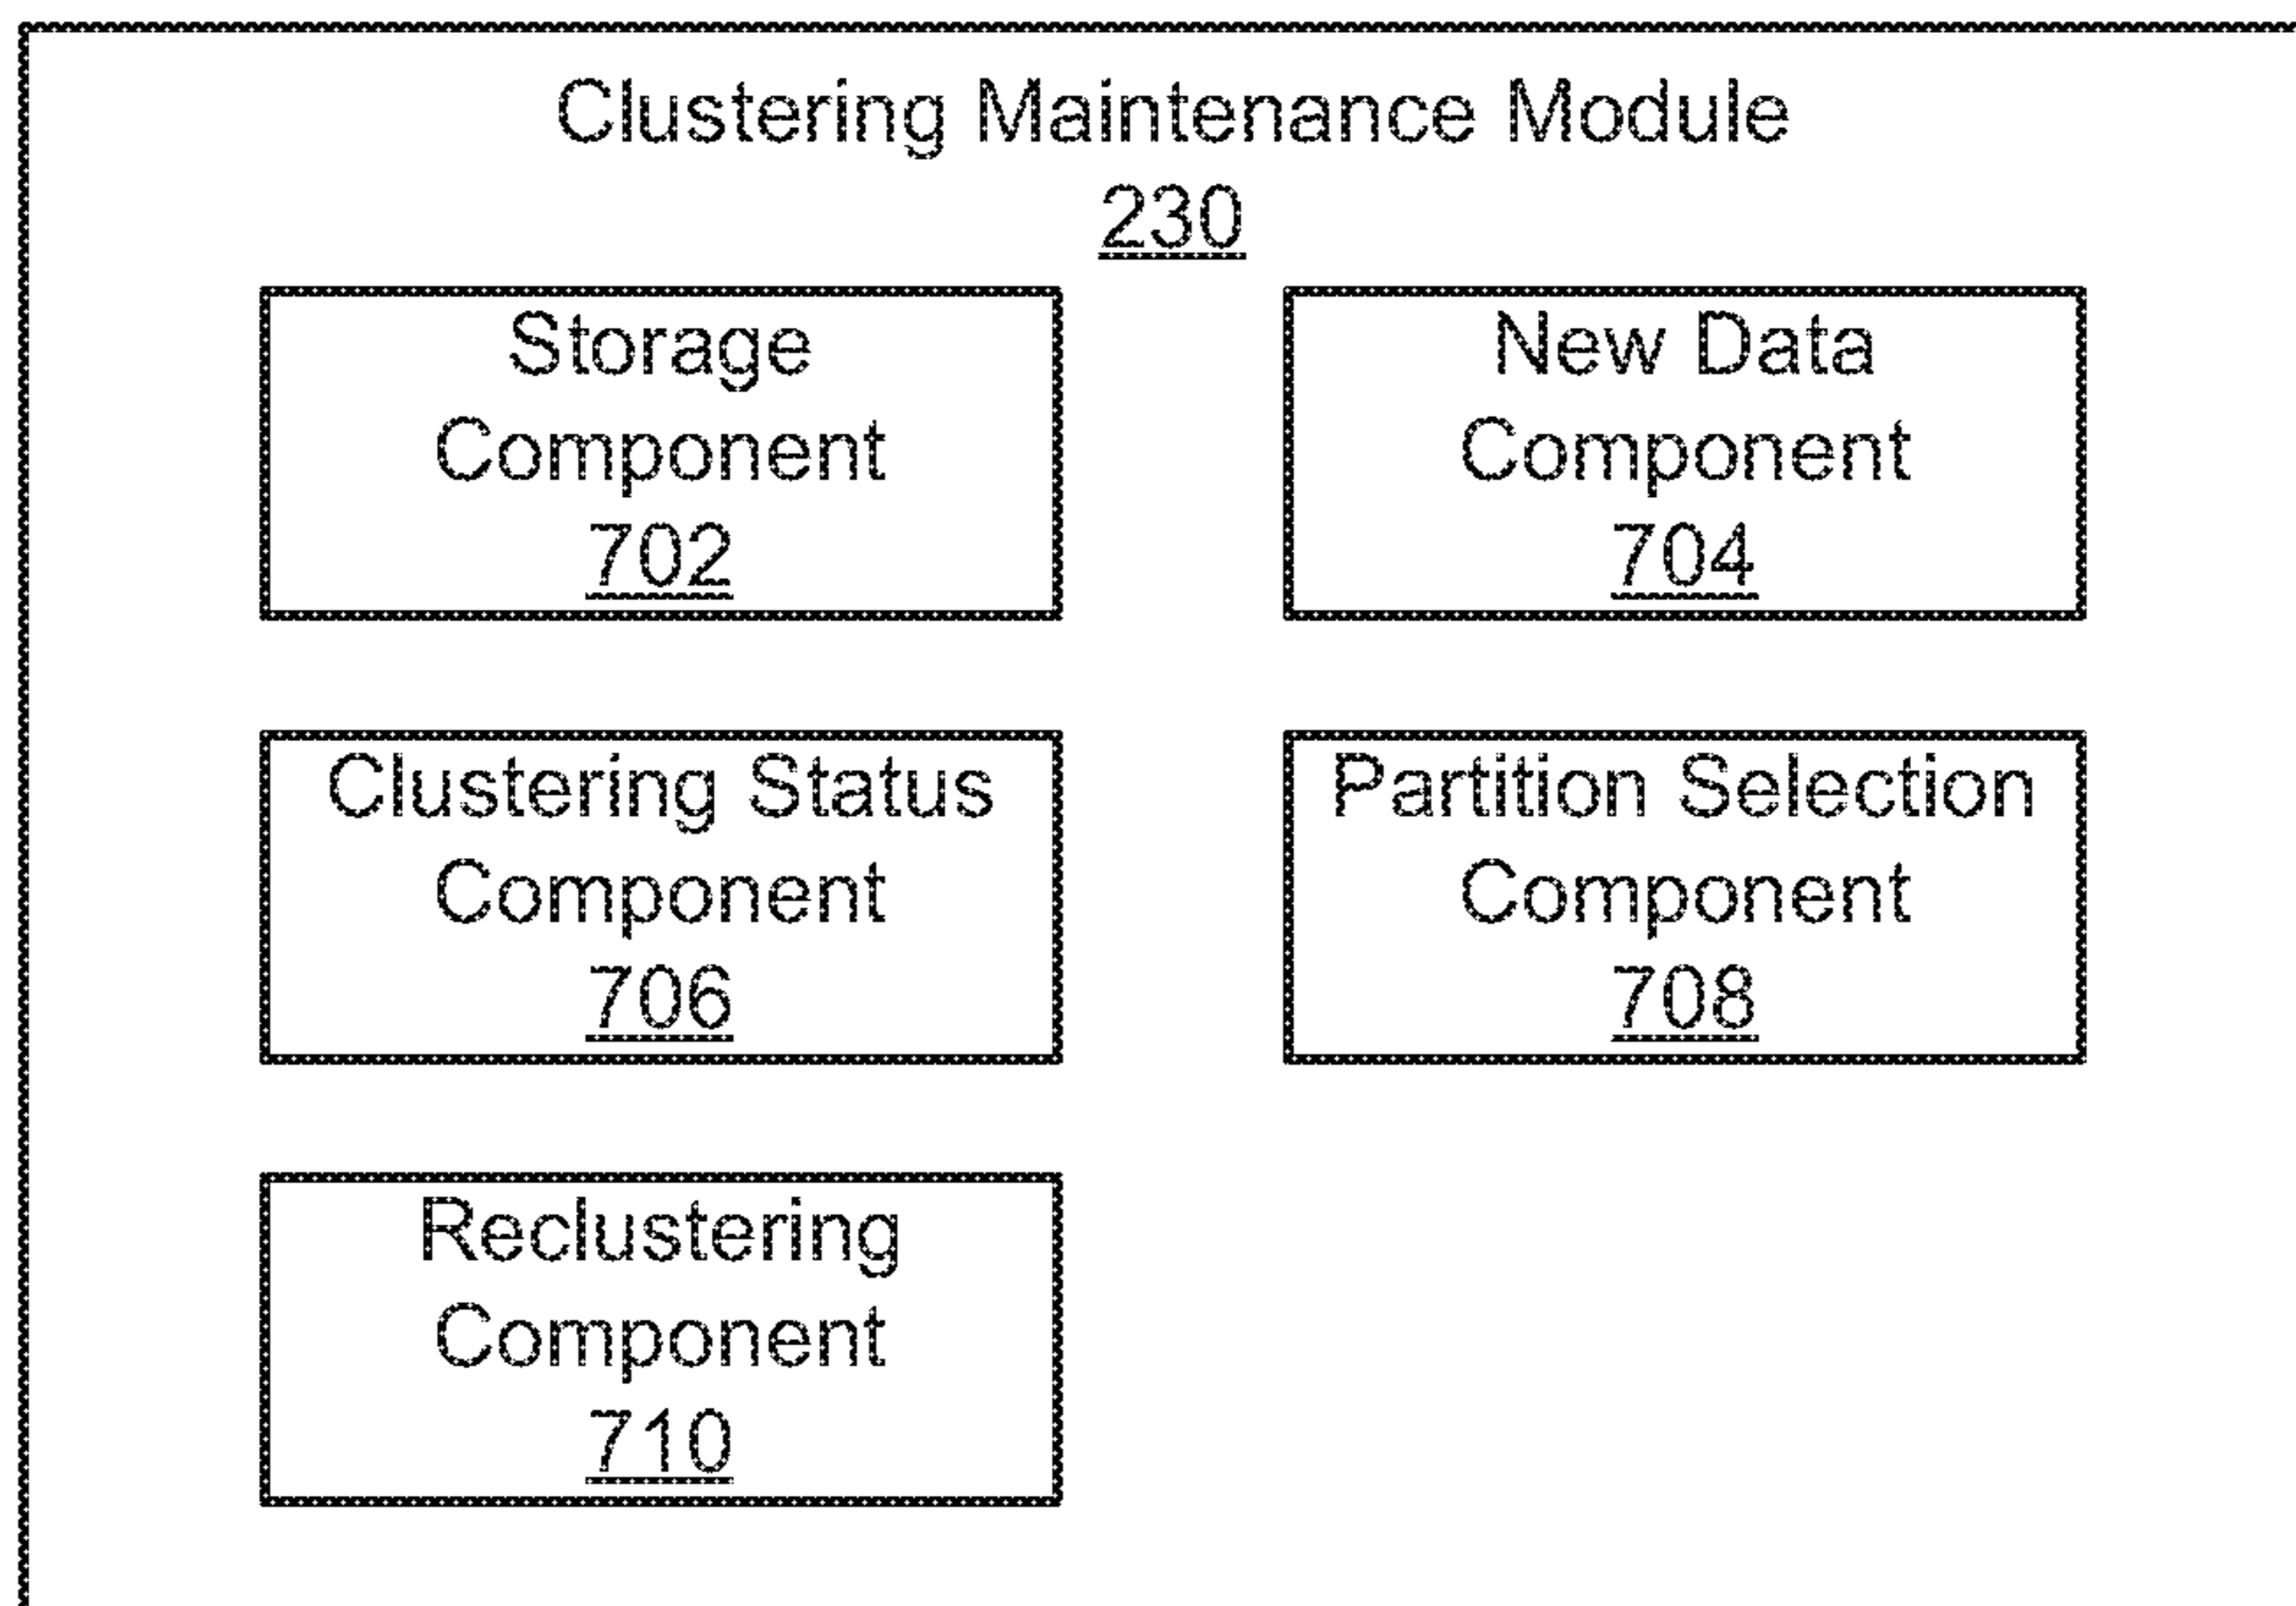 Clustering Maintenance Module
230
Storage
Component
702
New Data
Component
704
Clustering Status
Component
706
Partition Selection
Component
708
Reclustering
Component
710